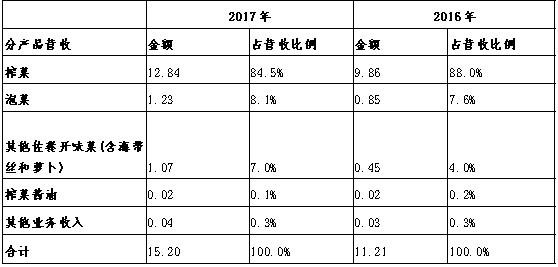 2017年 2016年
分产品营收 金额 占营收比例 金额 占营收比例
榨菜 12.84 84.5% 9.86 88.0%
泡菜 1.23 8.1% 0.85 7.6%
其他佐餐开味菜(含海带
丝和萝卜) 1.07 7.0% 0.45 4.0%
榨菜酱油 0.02 0.1% 0.02 0.2%
其他业务收入 0.04 0.3% 0.03 0.3%
合计 15.20 100.0% 11.21 100.0%